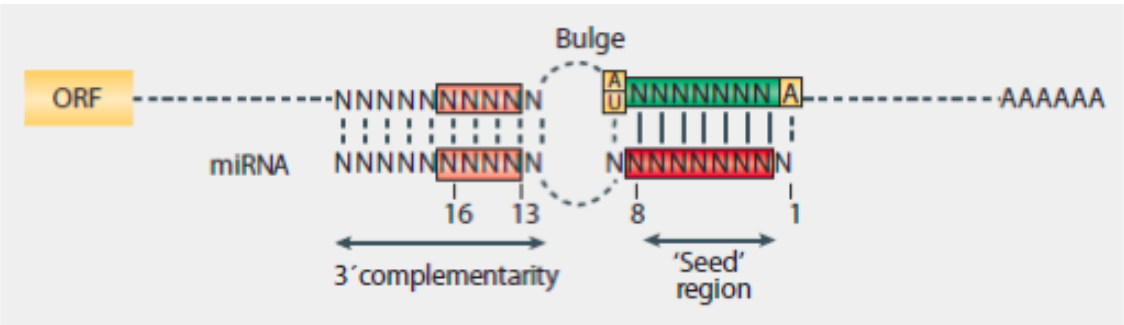 Bulge
ORF
NNNNNNNNNN
A
U
NNNNNNN
A
AAAAAA
miRNA
NNNNNNNNNN
NNNNNNNNN
16
13
8
1
3´complementarity
'Seed'
region